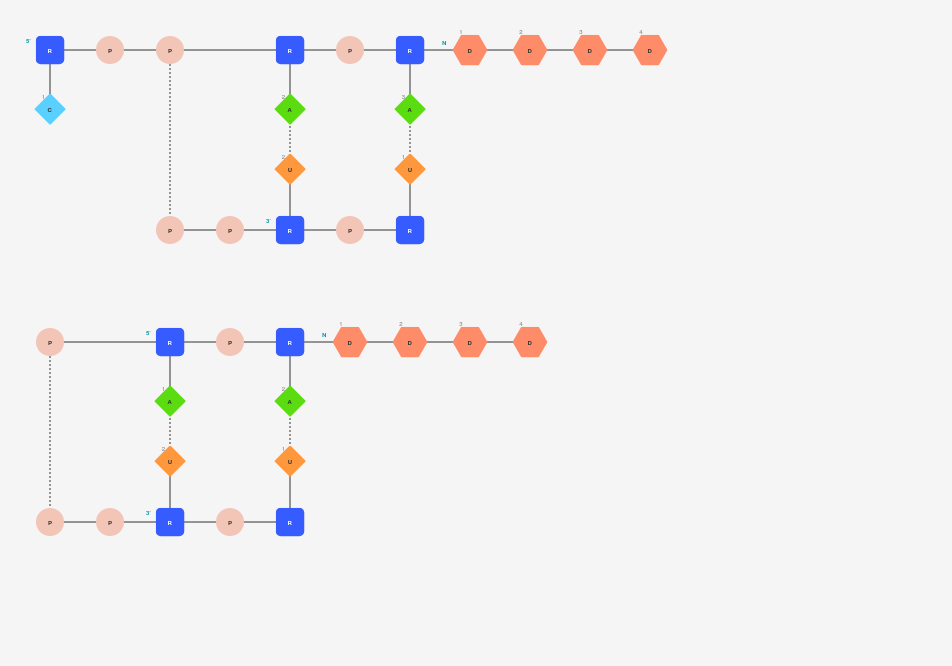 1 2 3 4
5' R P P R P R N D D D D
1 2 3
C A A
2 1
U U
3'
P P R P R
1 2 3 4
5'
P R P R N D D D D
1 2
A A
2 1
U U
3'
P P R P R